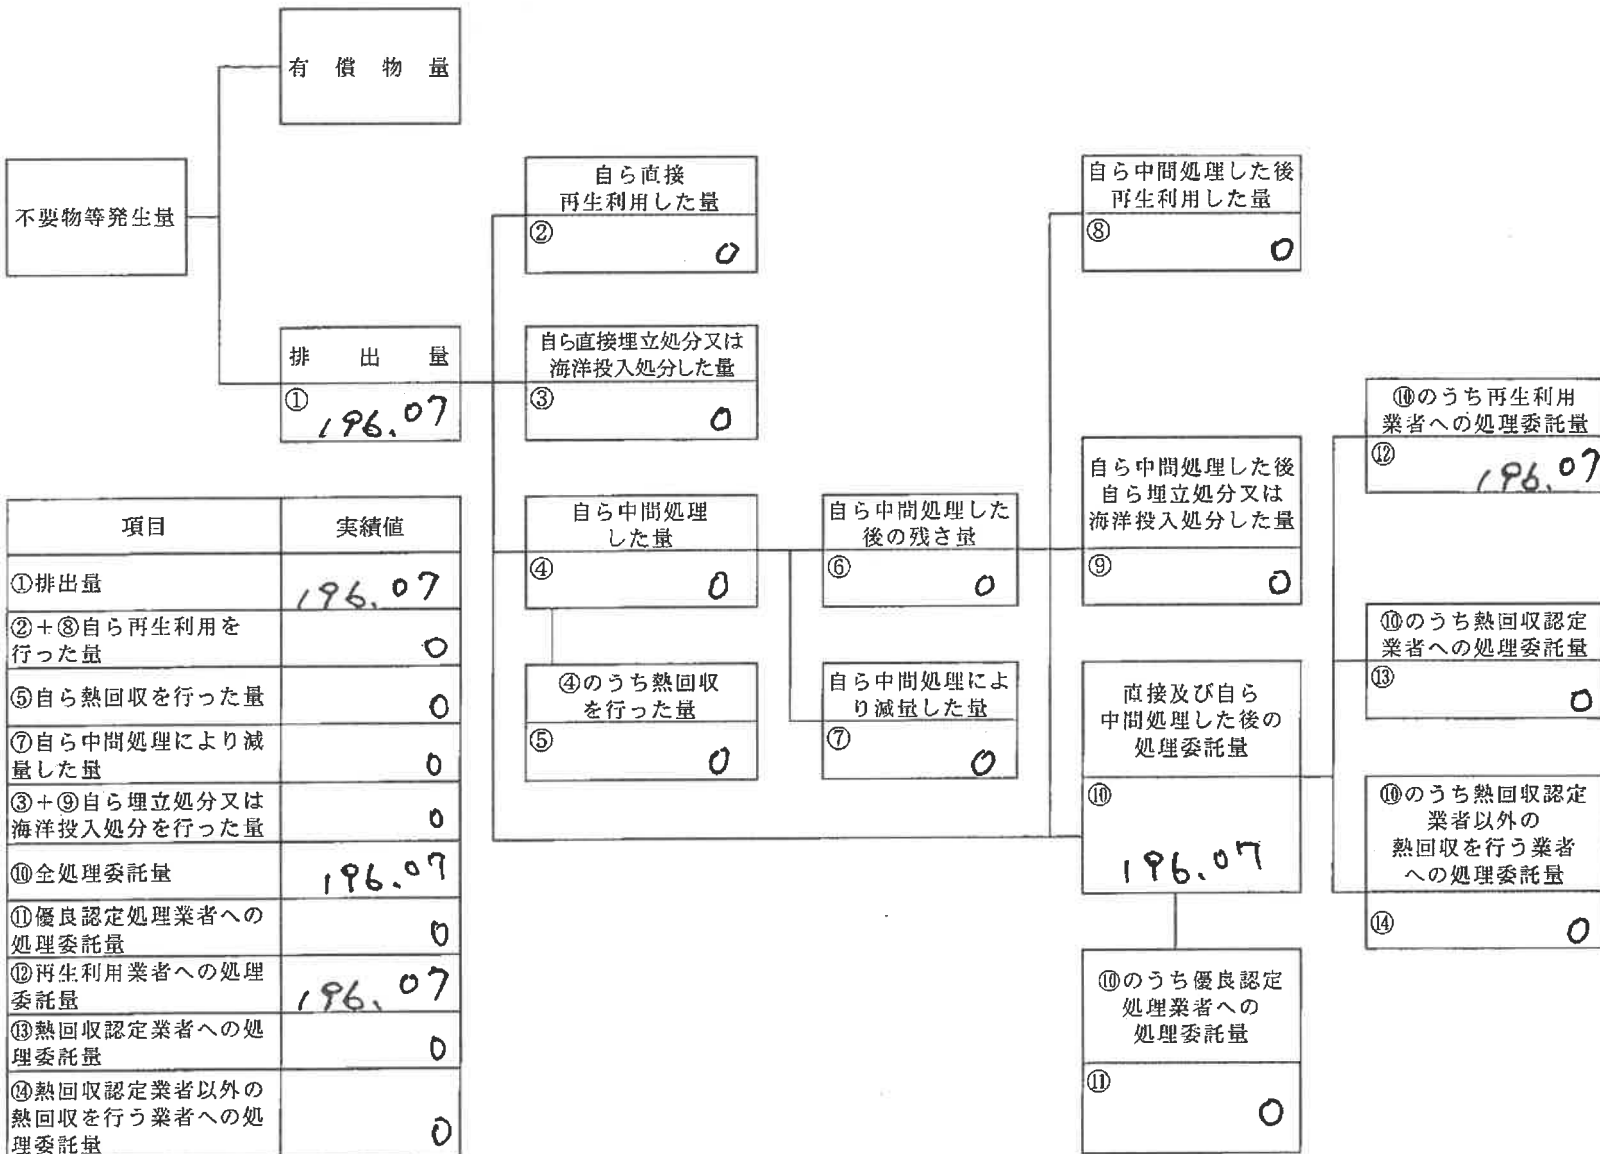 有償物量
不要物等発生量
排出量
①
196.07
自ら直接
再生利用した量
②
0
自ら直接埋立処分又は
海洋投入処分した量
③
0
自ら中間処理
した量
④
0
④のうち熱回収
を行った量
⑤
0
自ら中間処理した
後の残さ量
⑥
0
自ら中間処理によ
り減量した量
⑦
0
自ら中間処理した後
再生利用した量
⑧
0
自ら中間処理した後
自ら埋立処分又は
海洋投入処分した量
⑨
0
直接及び自ら
中間処理した後の
処理委託量
⑩
196.07
⑩のうち優良認定
処理業者への
処理委託量
⑪
0
⑩のうち再生利用
業者への処理委託量
⑫
196.07
⑩のうち熱回収認定
業者への処理委託量
⑬
0
⑩のうち熱回収認定
業者以外の
熱回収を行う業者
への処理委託量
⑭
0
項目 実績値
①排出量 196.07
②+⑧自ら再生利用を
行った量 0
⑤自ら熱回収を行った量 0
⑦自ら中間処理により減
量した量 0
③+⑨自ら埋立処分又は
海洋投入処分を行った量 0
⑩全処理委託量 196.07
⑪優良認定処理業者への
処理委託量 0
⑫再生利用業者への処理
委託量 196.07
⑬熱回収認定業者への処
理委託量 0
⑭熱回収認定業者以外の
熱回収を行う業者への処
理委託量 0